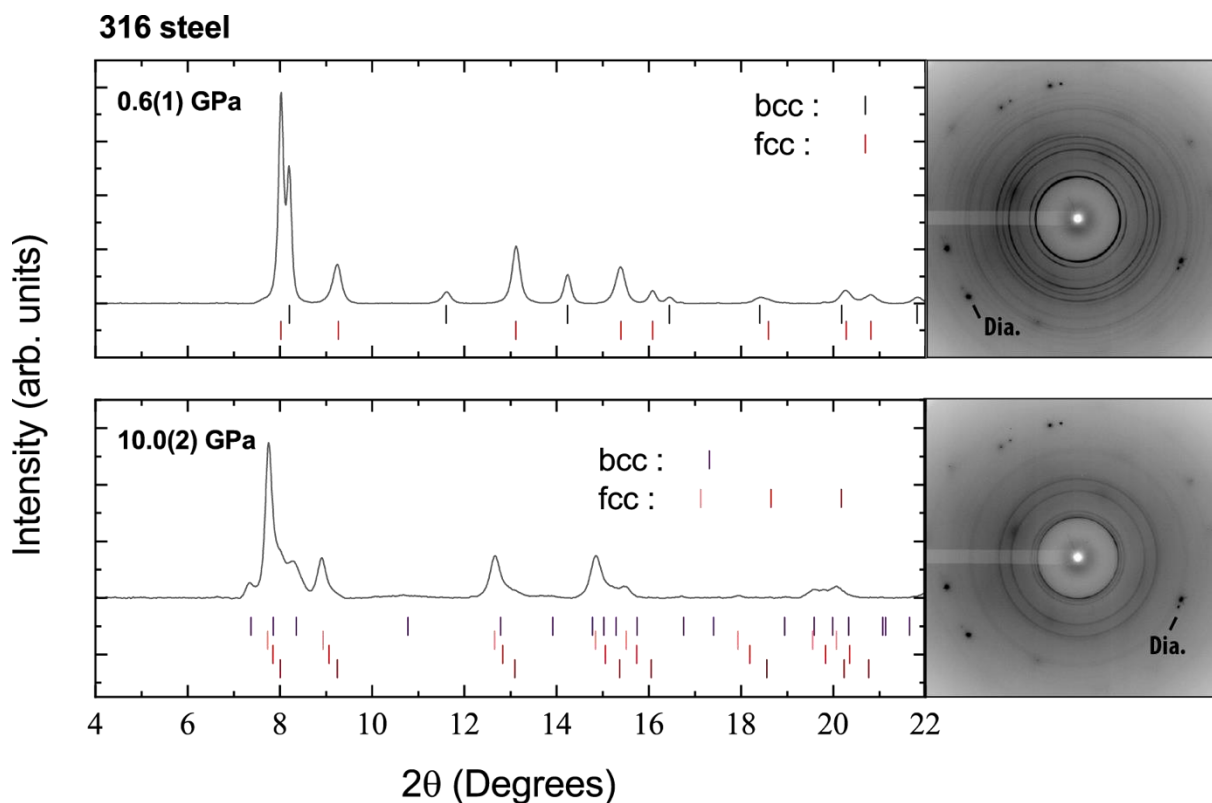 316 steel
0.6(1) GPa
bcc :
fcc :
Dia.
10.0(2) GPa
bcc :
fcc :
Dia.
Intensity (arb. units)
4 6 8 10 12 14 16 18 20 22
2θ (Degrees)